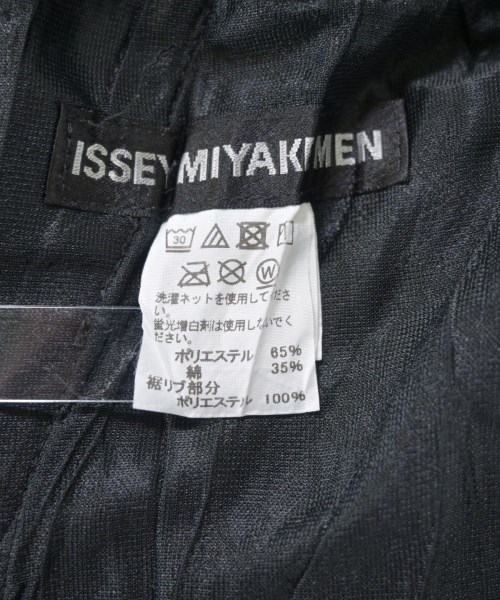 ISSEY MIYAKE MEN
30
W
洗濯ネットを使用してくださ
い。
蛍光増白剤は使用しないでく
ださい。
ポリエステル 65%
綿 35%
裾リブ部分
ポリエステル 100%